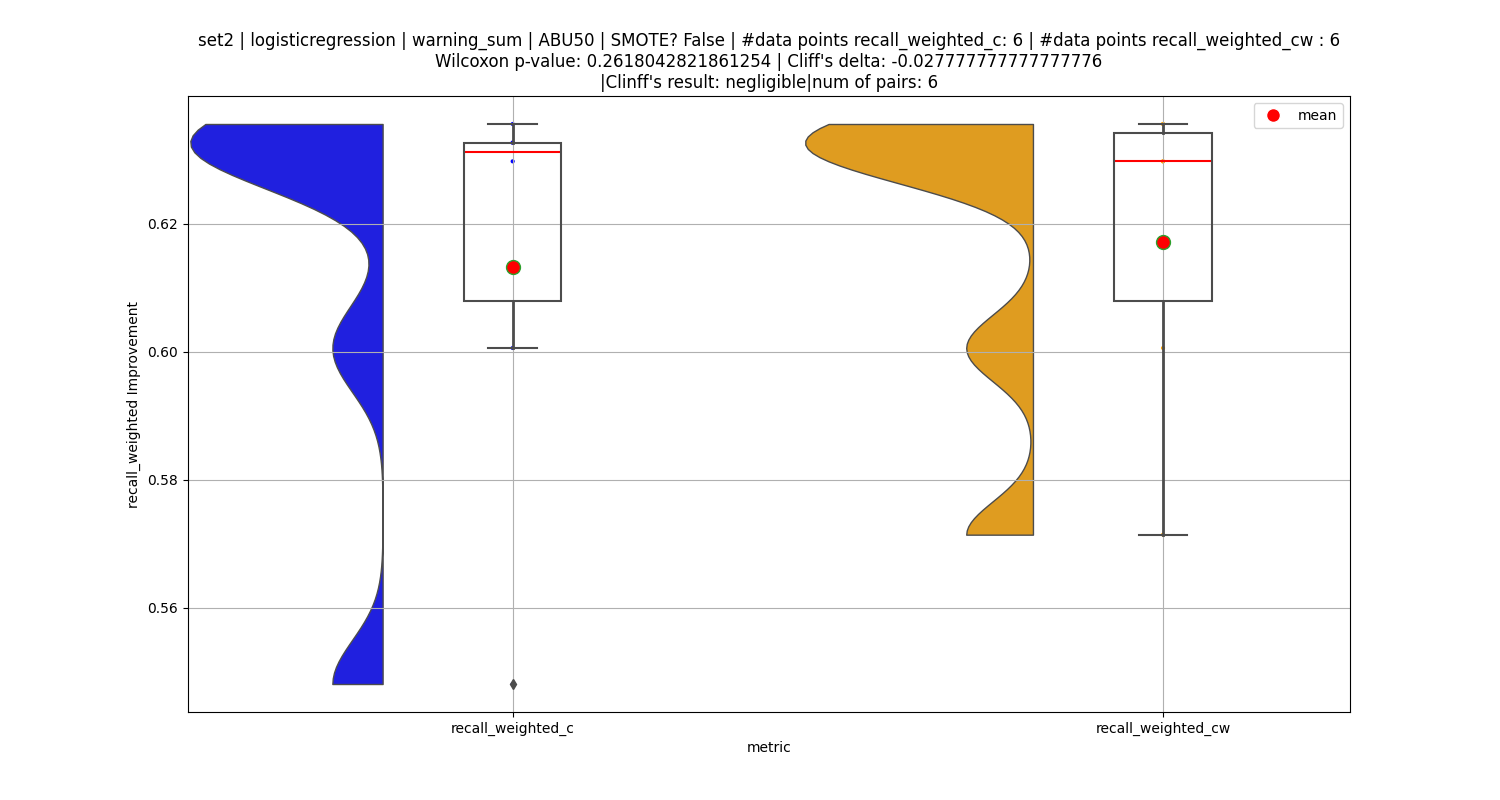 set2 | logisticregression | warning_sum | ABU50 | SMOTE? False | #data points recall_weighted_c: 6 | #data points recall_weighted_cw : 6
Wilcoxon p-value: 0.2618042821861254 | Cliff's delta: -0.027777777777777776
|Clinff's result: negligible|num of pairs: 6
mean
0.62
0.60
0.58
0.56
recall_weighted Improvement
recall_weighted_c
recall_weighted_cw
metric